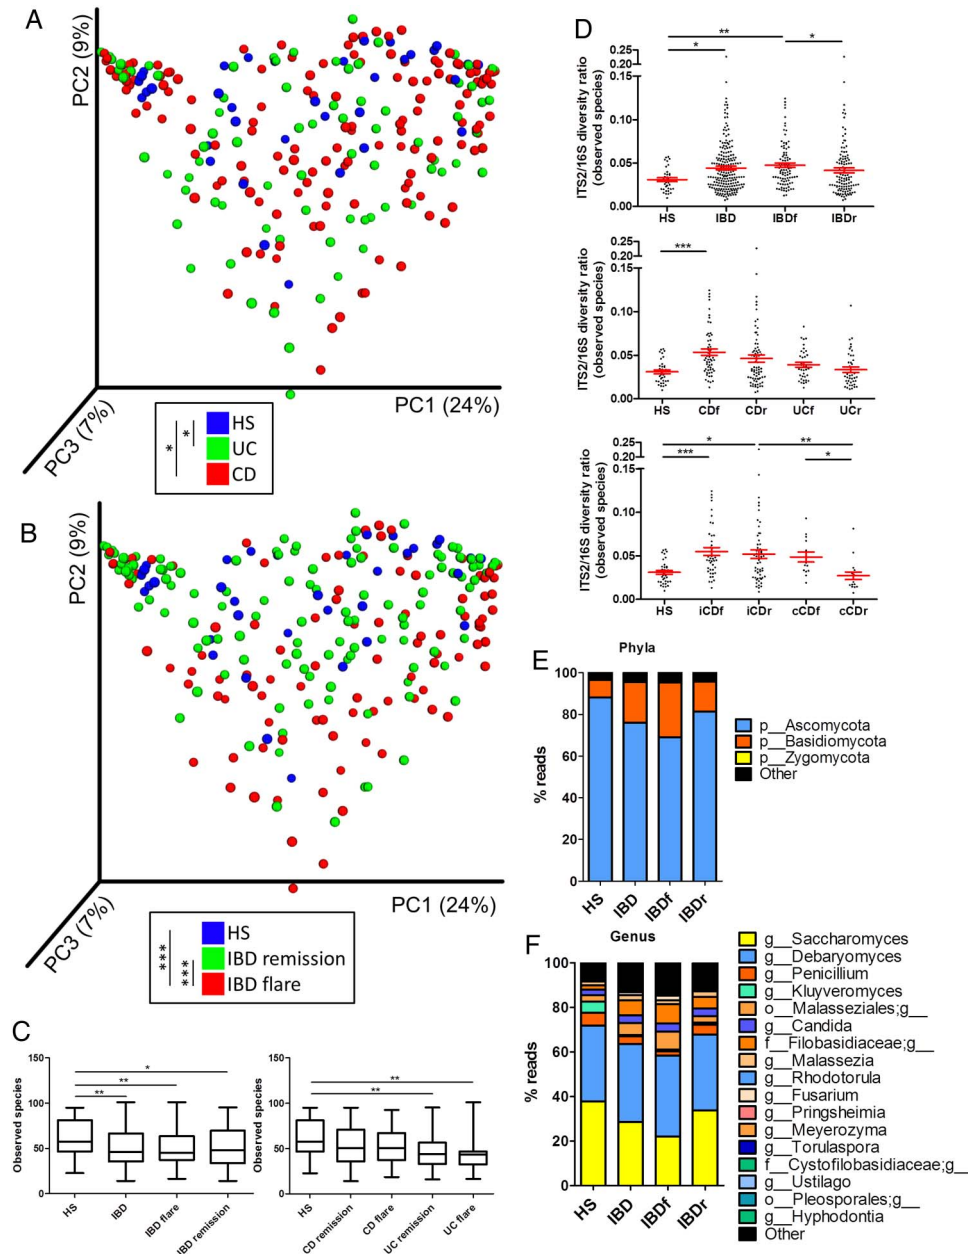 A
PC2 (9%)
PC1 (24%)
PC3 (7%)
*
*
HS
UC
CD
B
PC2 (9%)
PC1 (24%)
PC3 (7%)
***
***
HS
IBD remission
IBD flare
C
Observed species
150
100
50
0
*
**
**
HS
IBD
IBD flare
IBD remission
Observed species
150
100
50
0
**
**
HS
CD remission
CD flare
UC remission
UC flare
D
ITS2/16S diversity ratio
(observed species)
0.25
0.20
0.15
0.10
0.05
0.00
**
*
*
HS
IBD
IBDf
IBDr
ITS2/16S diversity ratio
(observed species)
0.25
0.20
0.15
0.10
0.05
0.00
***
HS
CDf
CDr
UCf
UCr
ITS2/16S diversity ratio
(observed species)
0.25
0.20
0.15
0.10
0.05
0.00
*
**
***
*
HS
iCDf
iCDr
cCDf
cCDr
E
Phyla
% reads
100
80
60
40
20
0
HS
IBD
IBDf
IBDr
p__Ascomycota
p__Basidiomycota
p__Zygomycota
Other
F
Genus
% reads
100
80
60
40
20
0
HS
IBD
IBDf
IBDr
g__Saccharomyces
g__Debaryomyces
g__Penicillium
g__Kluyveromyces
o__Malasseziales;g__
g__Candida
f__Filobasidiaceae;g__
g__Malassezia
g__Rhodotorula
g__Fusarium
g__Pringsheimia
g__Meyerozyma
g__Torulaspora
f__Cystofilobasidiaceae;g__
g__Ustilago
o__Pleosporales;g__
g__Hyphodontia
Other